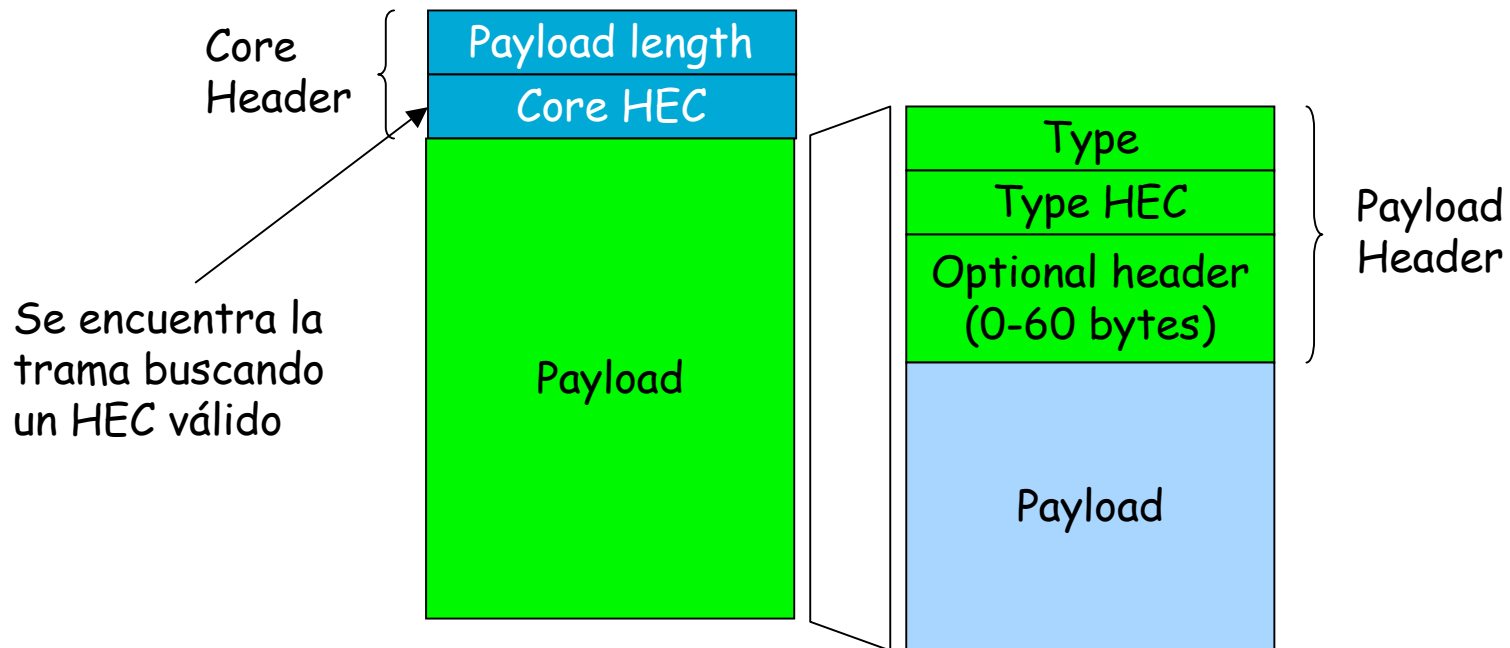 Core
Header
Payload length
Core HEC
Payload
Se encuentra la
trama buscando
un HEC válido
Type
Type HEC
Optional header
(0-60 bytes)
Payload
Payload
Header